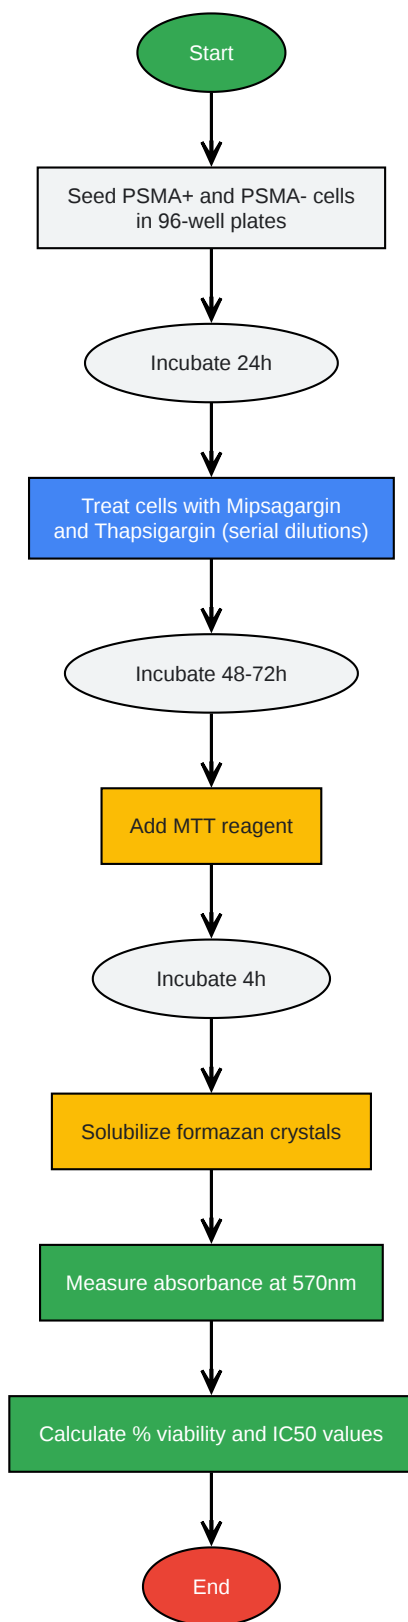 Start
Seed PSMA+ and PSMA- cells
in 96-well plates
Incubate 24h
Treat cells with Mipsagargin
and Thapsigargin (serial dilutions)
Incubate 48-72h
Add MTT reagent
Incubate 4h
Solubilize formazan crystals
Measure absorbance at 570nm
Calculate % viability and IC50 values
End